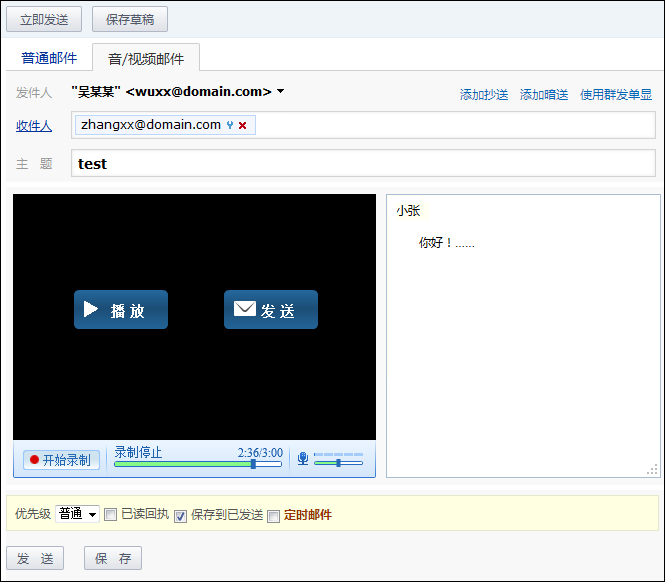 立即发送 保存草稿
普通邮件 音/视频邮件
发件人 "吴某某" <wuxx@domain.com> 添加抄送 添加暗送 使用群发单显
收件人 zhangxx@domain.com
主 题 test
小张
你好！......
播放 发送
开始录制 录制停止 2:36/3:00
优先级 普通 已读回执 保存到已发送 定时邮件
发 送 保 存